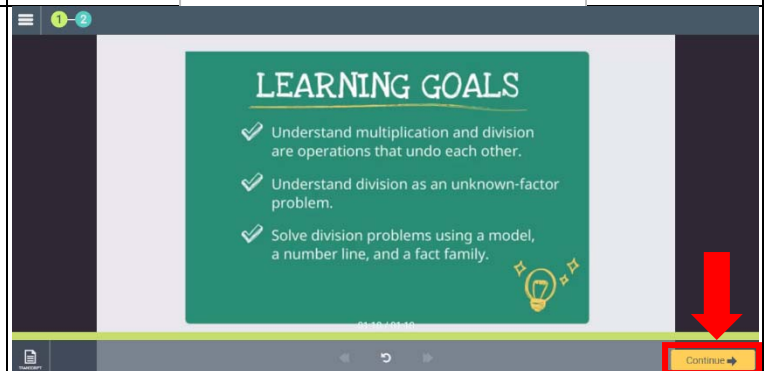 1 2
LEARNING GOALS
Understand multiplication and division
are operations that undo each other.
Understand division as an unknown-factor
problem.
Solve division problems using a model,
a number line, and a fact family.
01:10 / 01:10
TRANSCRIPT
Continue